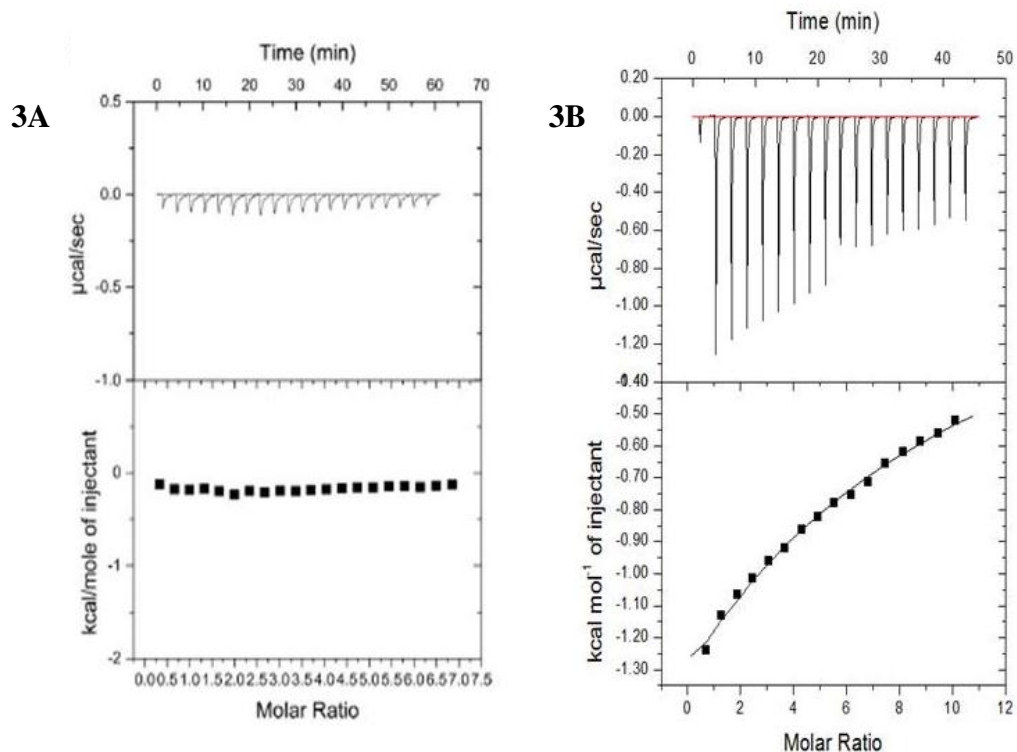 3A
Time (min)
0 10 20 30 40 50 60 70
0.5
0.0
-0.5
-1.0
µcal/sec
0
-1
-2
kcal/mole of injectant
0.00.51.01.52.02.53.03.54.04.55.05.56.06.57.07.5
Molar Ratio
3B
Time (min)
0 10 20 30 40 50
0.20
0.00
-0.20
-0.40
-0.60
-0.80
-1.00
-1.20
µcal/sec
-0.50
-0.60
-0.70
-0.80
-0.90
-1.00
-1.10
-1.20
-1.30
kcal mol⁻¹ of injectant
0 2 4 6 8 10 12
Molar Ratio